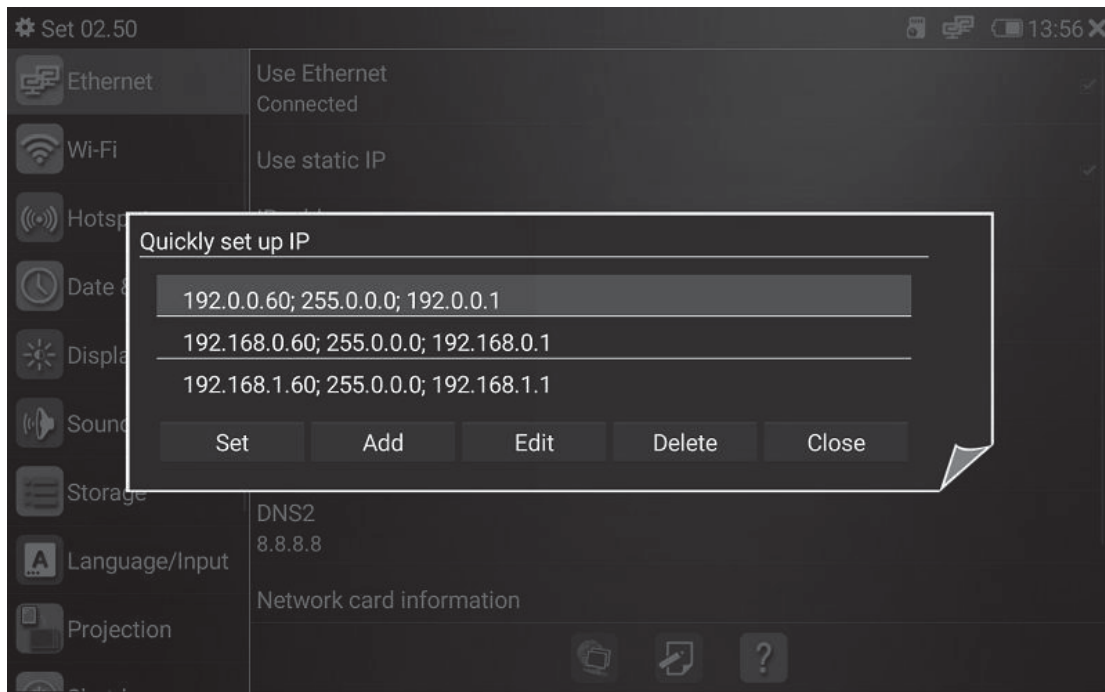 Set 02.50
13:56
Ethernet
Use Ethernet
Connected
Wi-Fi
Use static IP
Quickly set up IP
192.0.0.60; 255.0.0.0; 192.0.0.1
192.168.0.60; 255.0.0.0; 192.168.0.1
192.168.1.60; 255.0.0.0; 192.168.1.1
Set Add Edit Delete Close
Storage
DNS2
8.8.8.8
Language/Input
Network card information
Projection
?